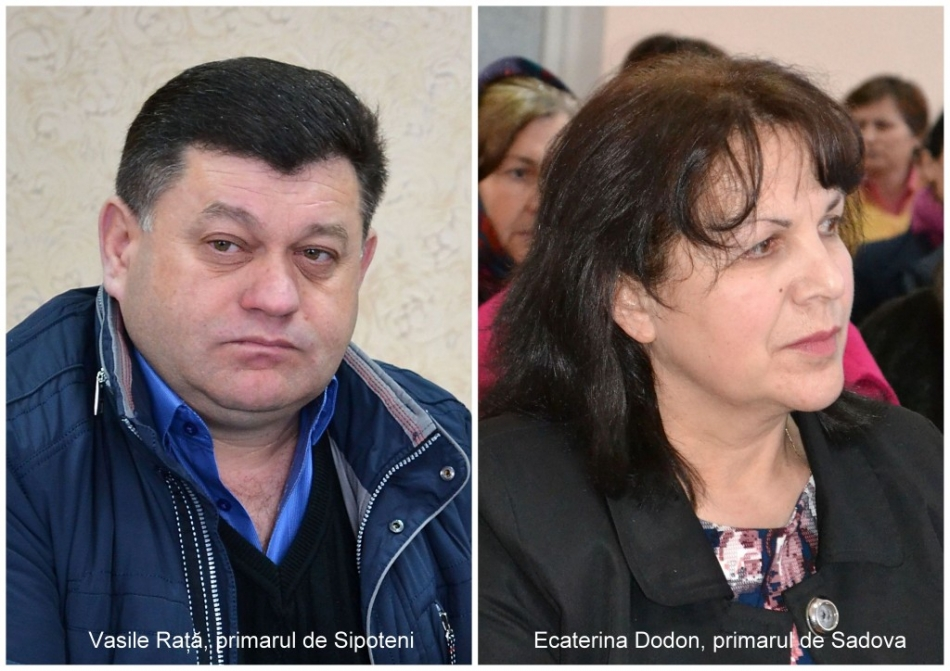 Vasile Rață, primarul de Sipoteni
Ecaterina Dodon, primarul de Sadova